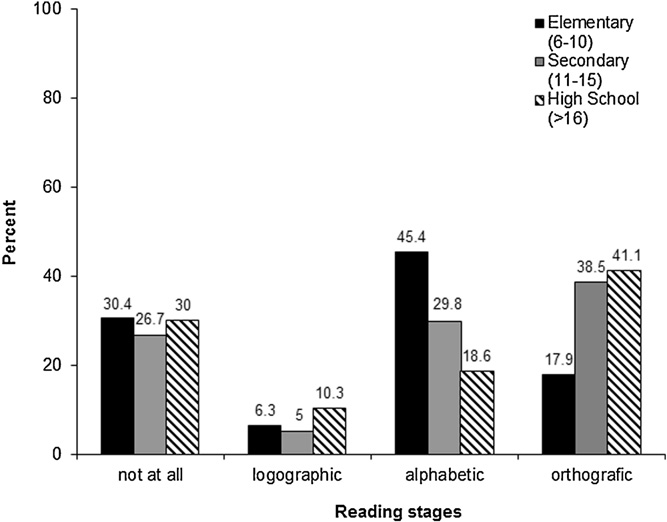 100
80
60
40
20
0
Percent
Elementary
(6-10)
Secondary
(11-15)
High School
(>16)
30.4
26.7
30
6.3
5
10.3
45.4
29.8
18.6
17.9
38.5
41.1
not at all
logographic
alphabetic
orthografic
Reading stages